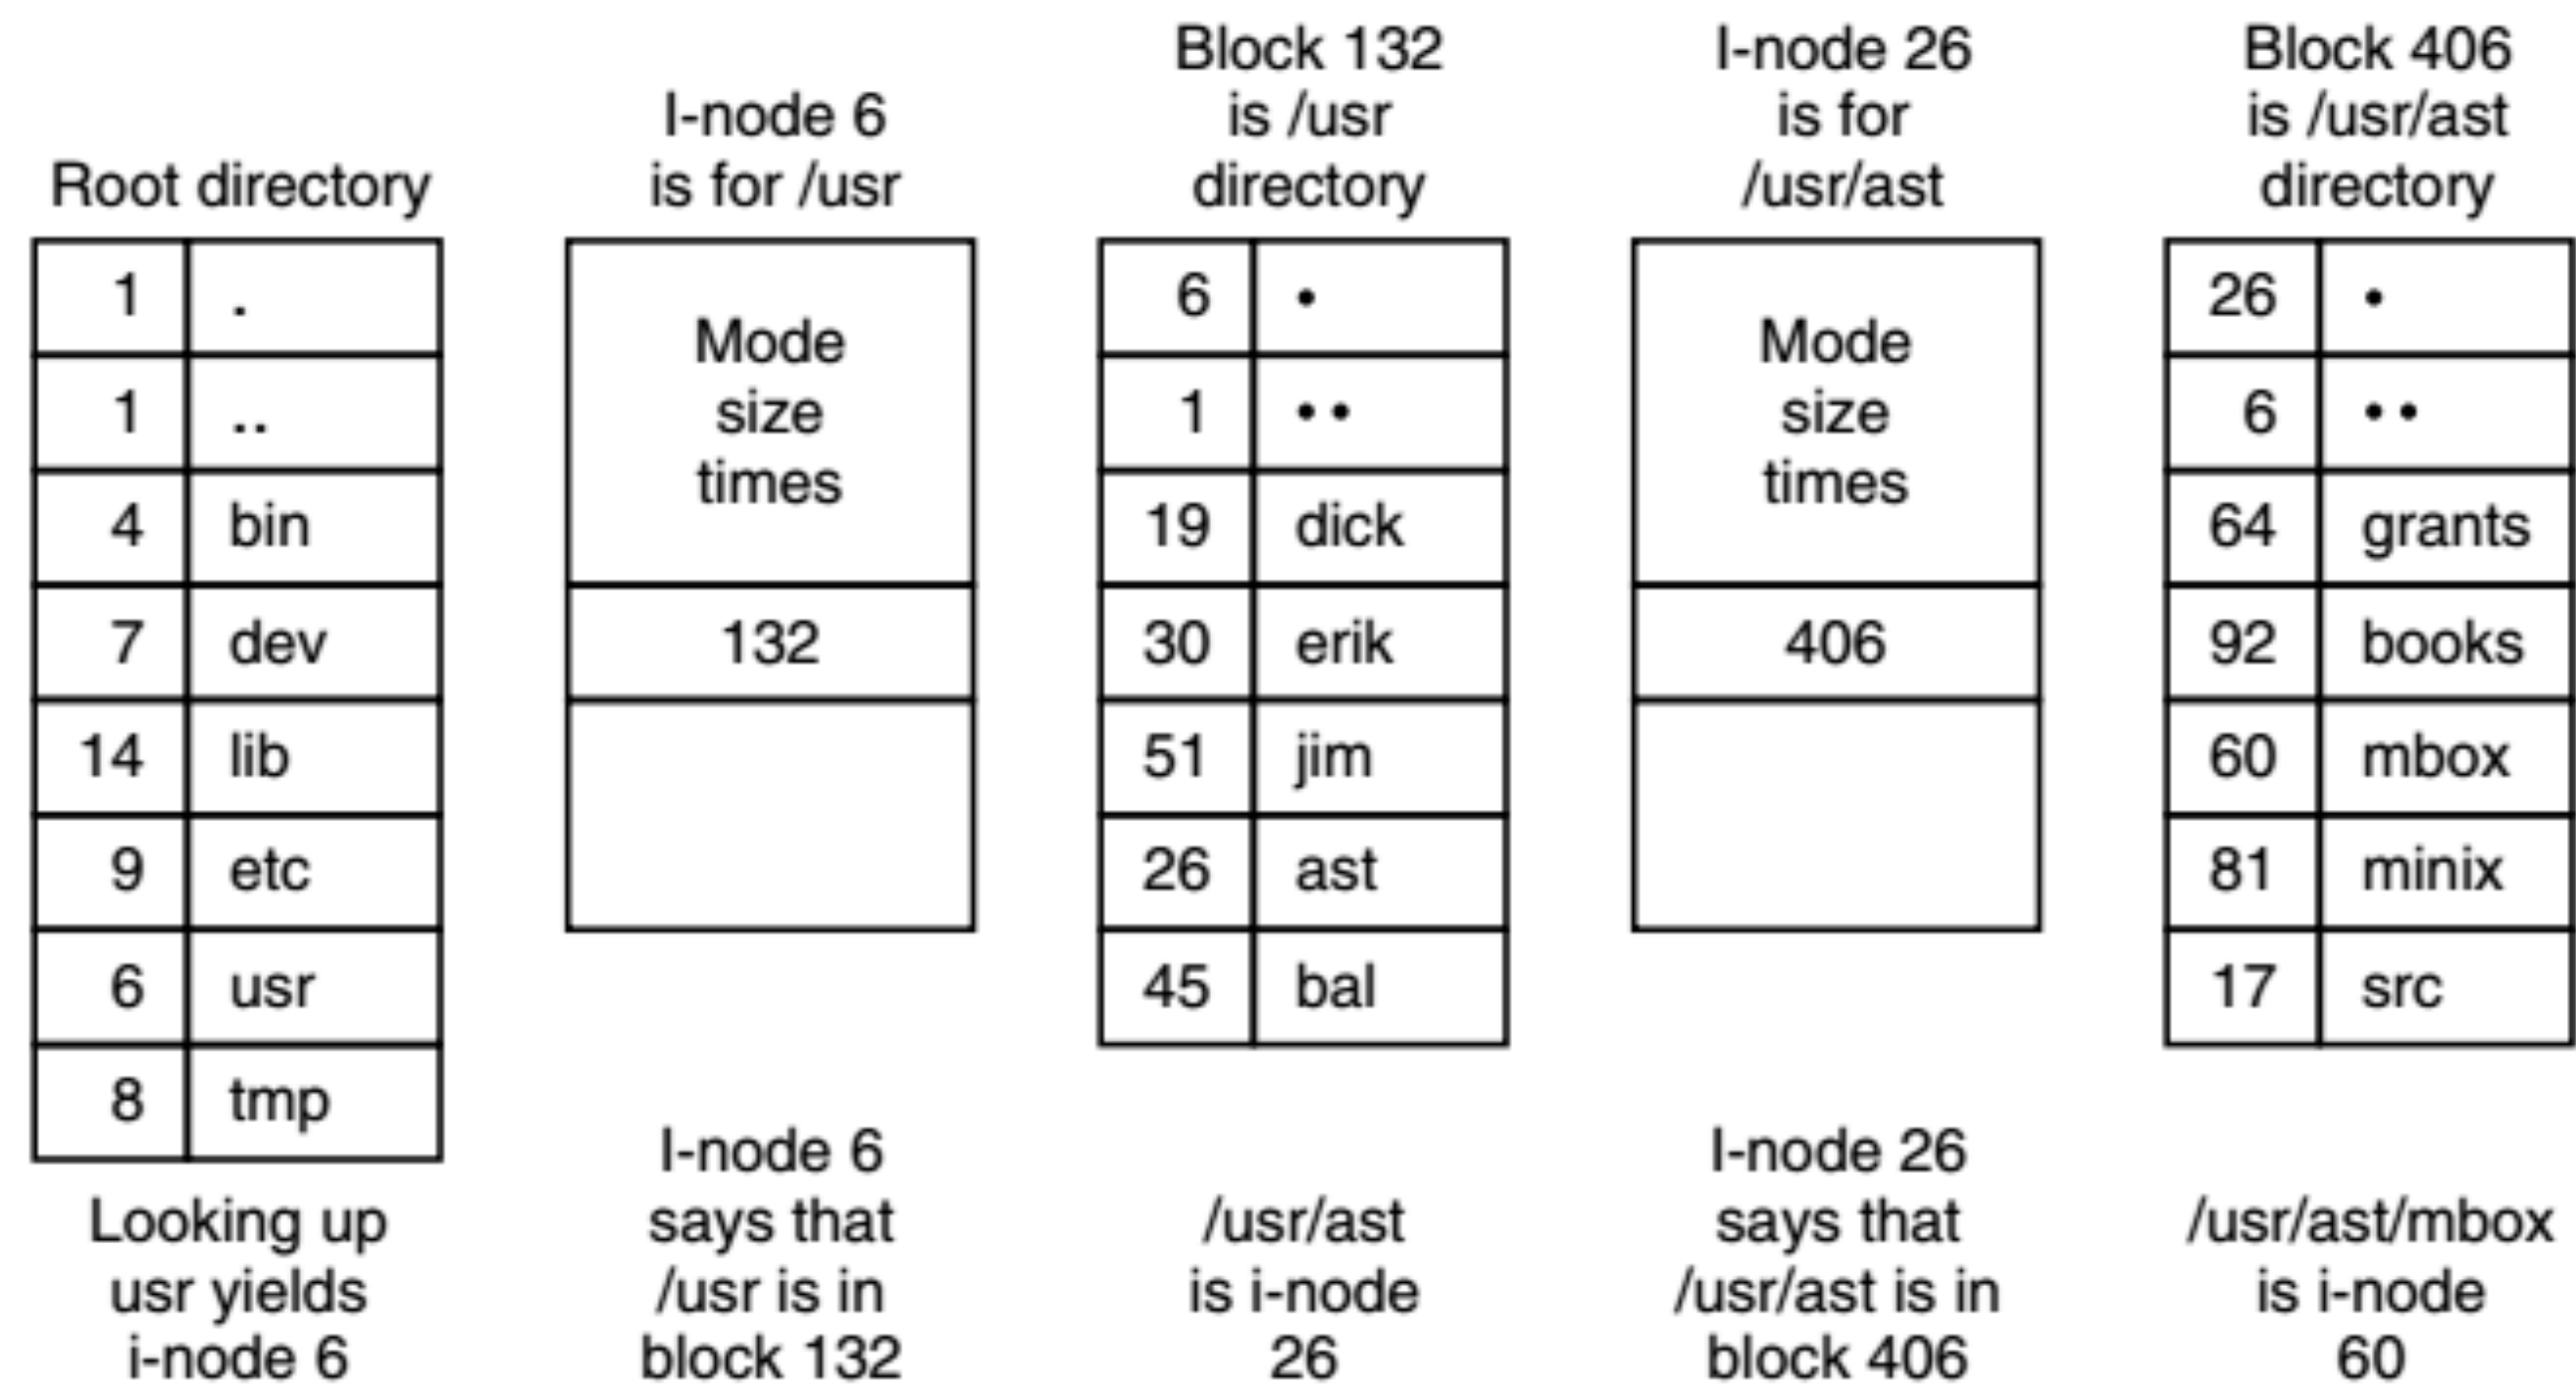 Root directory
1 .
1 ..
4 bin
7 dev
14 lib
9 etc
6 usr
8 tmp
Looking up
usr yields
i-node 6
I-node 6
is for /usr
Mode
size
times
132
I-node 6
says that
/usr is in
block 132
Block 132
is /usr
directory
6 •
1 ••
19 dick
30 erik
51 jim
26 ast
45 bal
/usr/ast
is i-node
26
I-node 26
is for
/usr/ast
Mode
size
times
406
I-node 26
says that
/usr/ast is in
block 406
Block 406
is /usr/ast
directory
26 •
6 ••
64 grants
92 books
60 mbox
81 minix
17 src
/usr/ast/mbox
is i-node
60